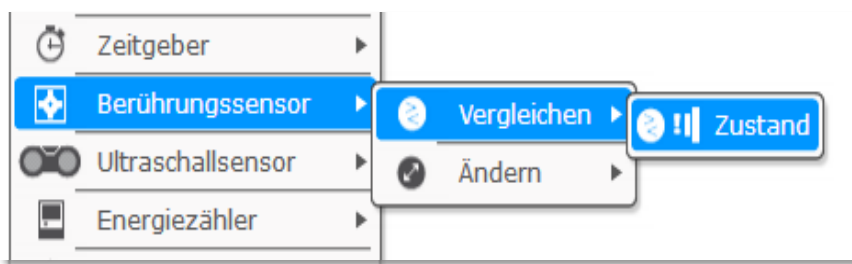 Zeitgeber
Berührungssensor
Vergleichen
Zustand
Ultraschallsensor
Ändern
Energiezähler